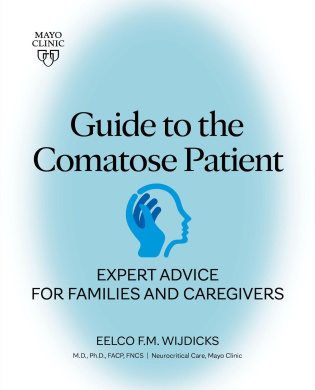 MAYO
CLINIC
Guide to the
Comatose Patient
EXPERT ADVICE
FOR FAMILIES AND CAREGIVERS
EELCO F.M. WIJDICKS
M.D., Ph.D., FACP, FNCS | Neurocritical Care, Mayo Clinic